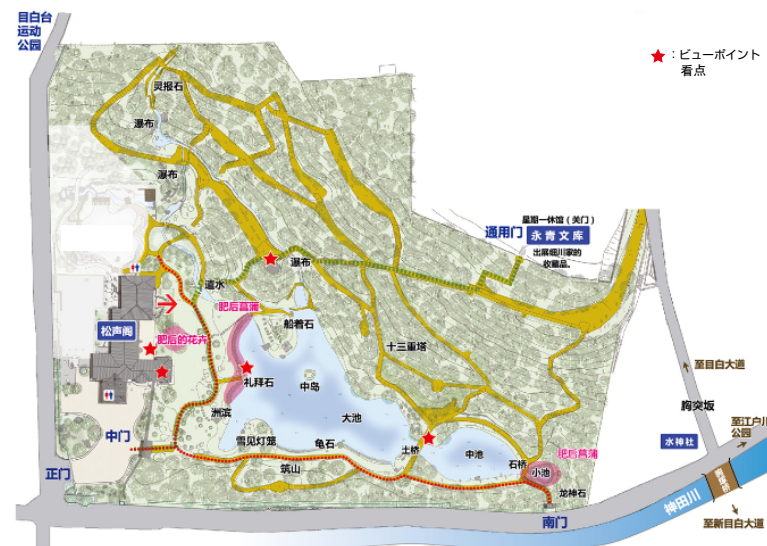 目白台
运动
公园
★：ビューポイント
看点
灵报石
瀑布
瀑布
星期一休馆（关门）
通用门
永青文库
出展细川家的
收藏品。
瀑布
遣水
肥后菖蒲
船着石
松声阁
肥后的花卉
十三重塔
至目白大道
礼拜石
中岛
胸突坂
洲滨
大池
至江户川
公园
中门
雪见灯笼
龟石
土桥
中池
肥后菖蒲
水神社
石桥
小池
正门
筑山
龙神石
神田川
南门
至新目白大道